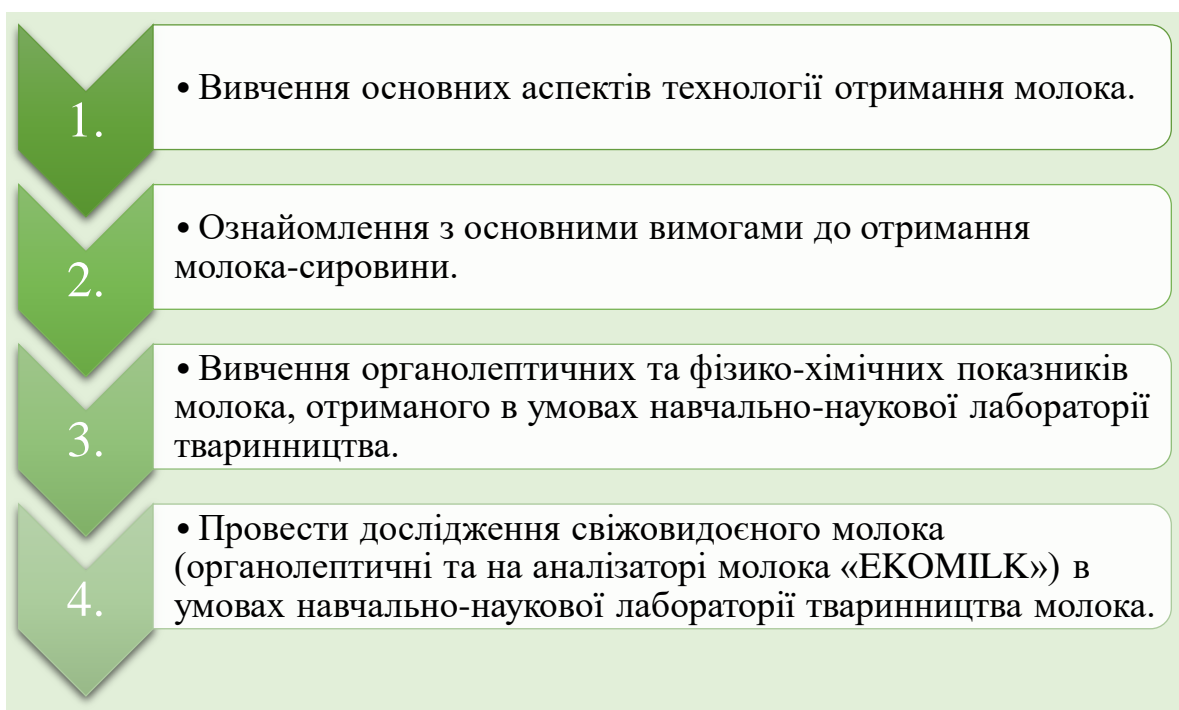 1.
• Вивчення основних аспектів технології отримання молока.
2.
• Ознайомлення з основними вимогами до отримання
молока-сировини.
3.
• Вивчення органолептичних та фізико-хімічних показників
молока, отриманого в умовах навчально-наукової лабораторії
тваринництва.
4.
• Провести дослідження свіжовидоєного молока
(органолептичні та на аналізаторі молока «EKOMILK») в
умовах навчально-наукової лабораторії тваринництва молока.